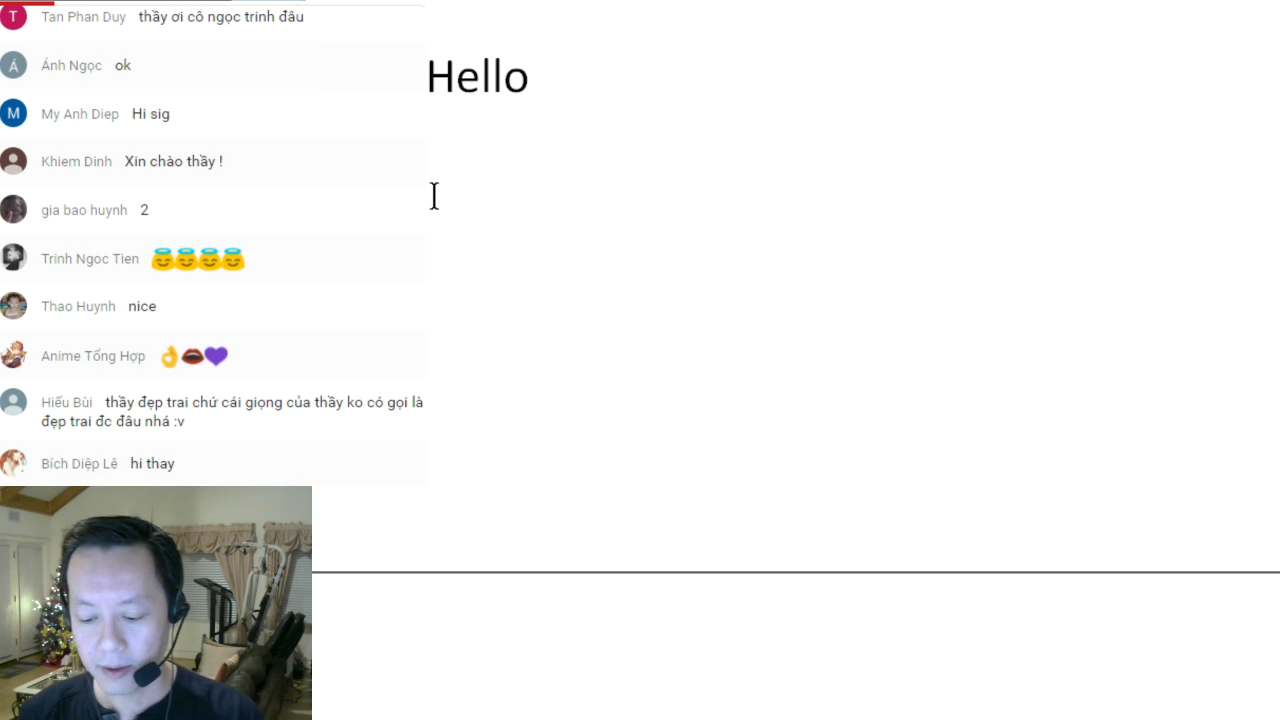 T Tan Phan Duy thầy ơi cô ngọc trinh đâu
Á Ánh Ngọc ok
M My Anh Diep Hi sig
Khiem Dinh Xin chào thầy !
gia bao huynh 2
Trinh Ngoc Tien 😇😇😇😇
Thao Huynh nice
Anime Tổng Hợp 👌👄💜
Hiếu Bùi thầy đẹp trai chứ cái giọng của thầy ko có gọi là
đẹp trai đc đâu nhá :v
Bích Diệp Lê hi thay
Hello